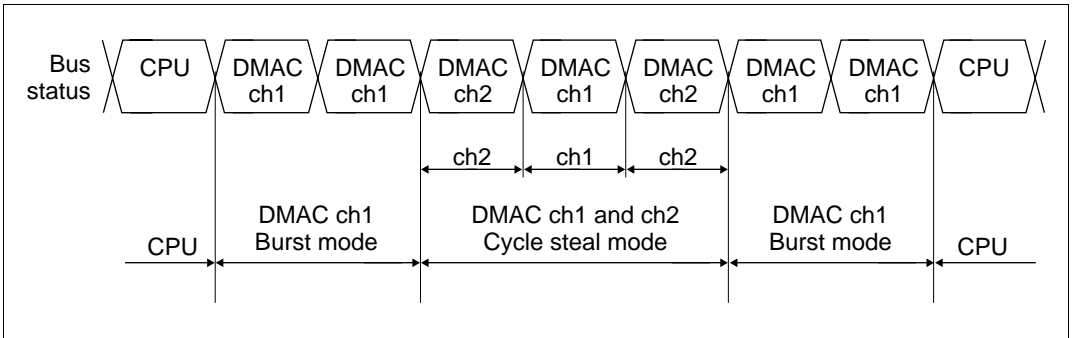 Bus
status
CPU
DMAC
ch1
DMAC
ch1
DMAC
ch2
DMAC
ch1
DMAC
ch2
DMAC
ch1
DMAC
ch1
CPU
ch2
ch1
ch2
CPU
DMAC ch1
Burst mode
DMAC ch1 and ch2
Cycle steal mode
DMAC ch1
Burst mode
CPU